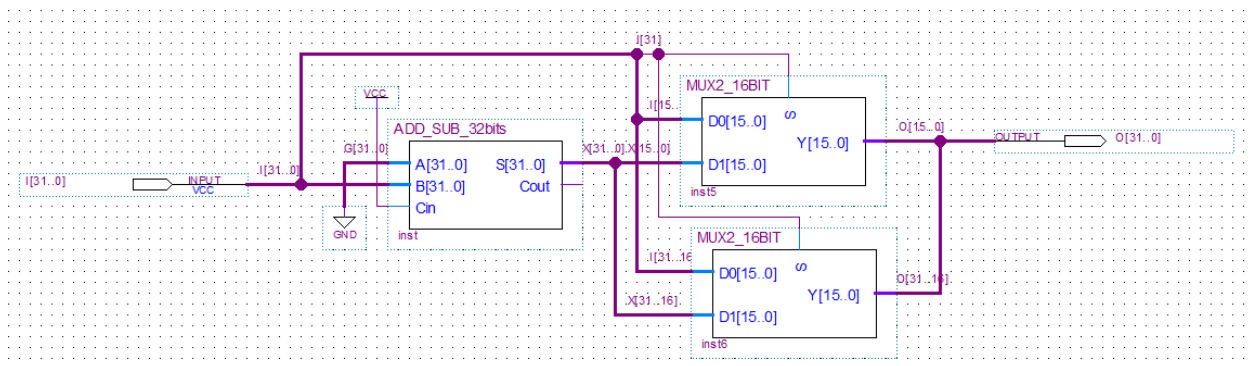 I[31]
MUX2_16BIT
VCC
I[15..
S
D0[15..0]
Y[15..0]
O[15..0]
OUTPUT
O[31..0]
ADD_SUB_32bits
G[31..0]
A[31..0]
S[31..0]
X[31..0]
X[15..0]
D1[15..0]
I[31..0]
I[31..0]
INPUT
VCC
B[31..0]
Cout
inst5
Cin
GND
inst
MUX2_16BIT
I[31..16
S
D0[15..0]
Y[15..0]
O[31..16]
X[31..16]
D1[15..0]
inst6